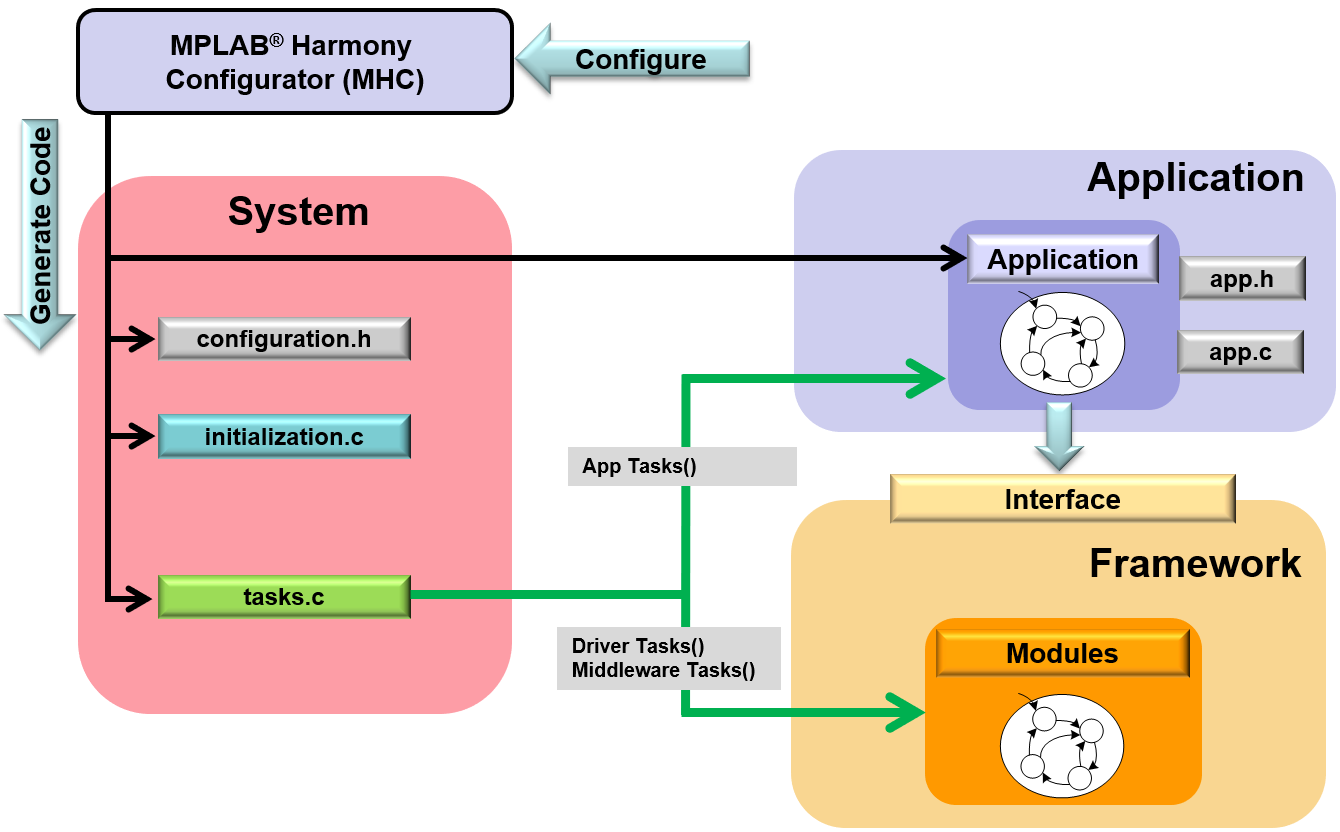 MPLAB® Harmony
Configurator (MHC)
Configure
Generate Code
System
configuration.h
initialization.c
tasks.c
App Tasks()
Driver Tasks()
Middleware Tasks()
Application
Application
app.h
app.c
Interface
Framework
Modules